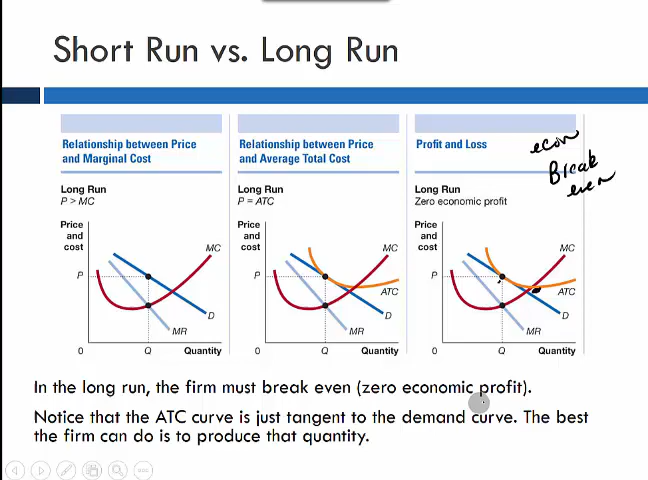 Short Run vs. Long Run
Relationship between Price
and Marginal Cost
Long Run
P > MC
Price
and
cost
MC
P
D
MR
0
Q
Quantity
Relationship between Price
and Average Total Cost
Long Run
P = ATC
Price
and
cost
MC
P
ATC
D
MR
0
Q
Quantity
Profit and Loss
econ
Break
even
Long Run
Zero economic profit
Price
and
cost
MC
P
ATC
D
MR
0
Q
Quantity
In the long run, the firm must break even (zero economic profit).
Notice that the ATC curve is just tangent to the demand curve. The best
the firm can do is to produce that quantity.